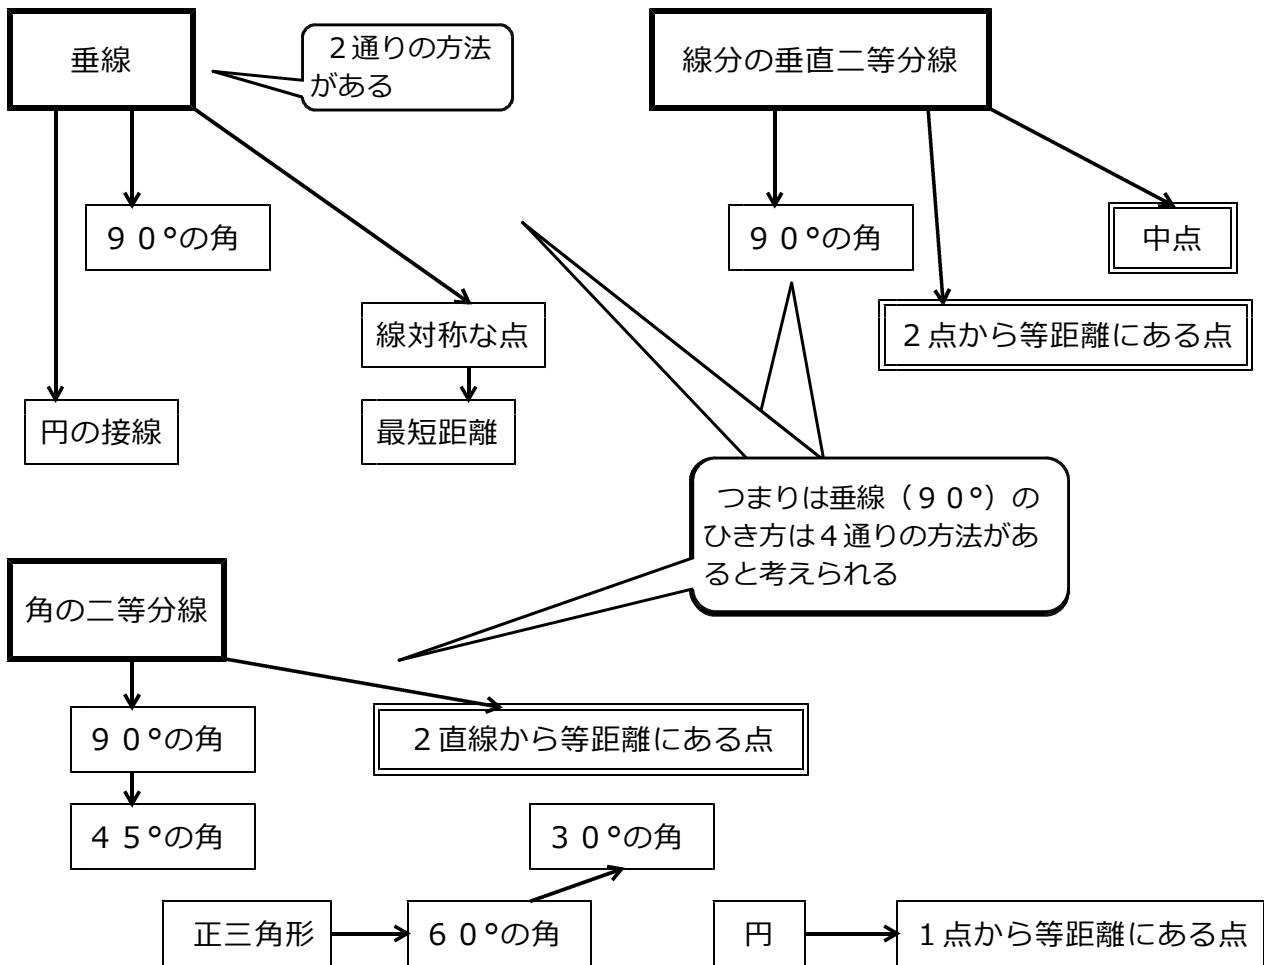 垂線
２通りの方法
がある
線分の垂直二等分線
９０°の角
９０°の角
中点
線対称な点
２点から等距離にある点
円の接線
最短距離
つまりは垂線（９０°）の
ひき方は４通りの方法があ
ると考えられる
角の二等分線
９０°の角
２直線から等距離にある点
４５°の角
３０°の角
正三角形
６０°の角
円
１点から等距離にある点